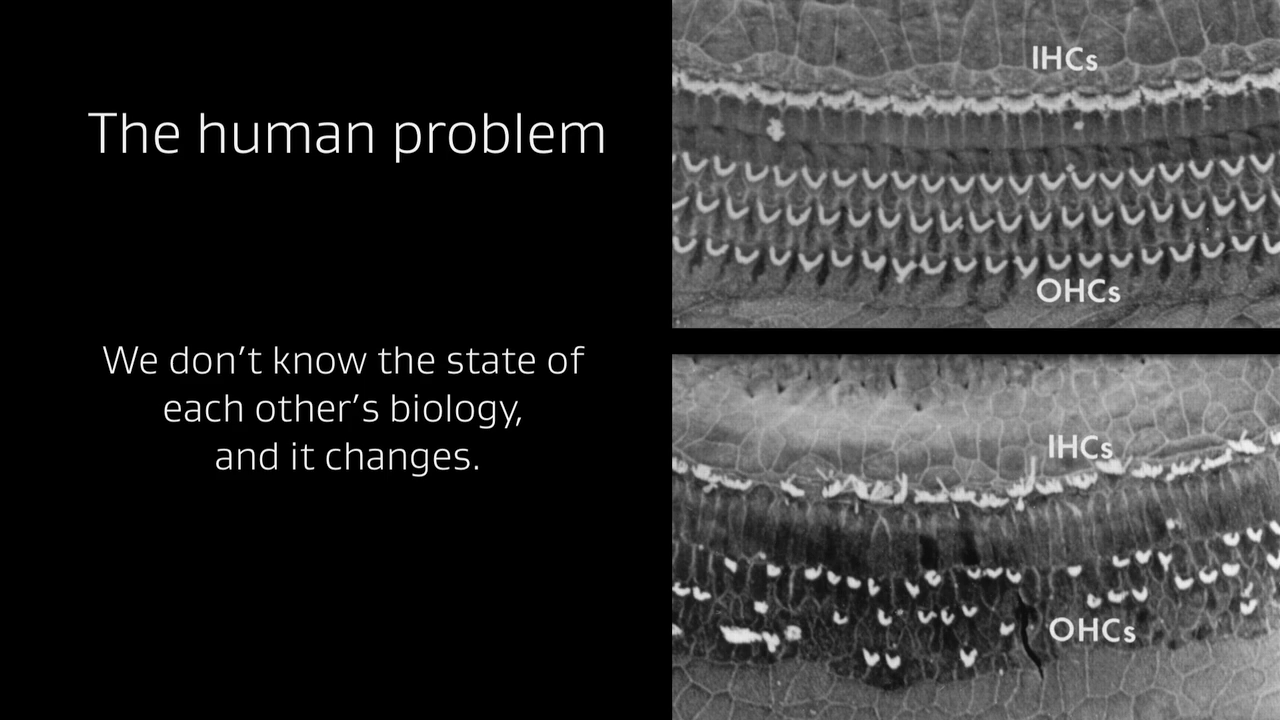 The human problem
We don’t know the state of
each other’s biology,
and it changes.
IHCs
OHCs
IHCs
OHCs